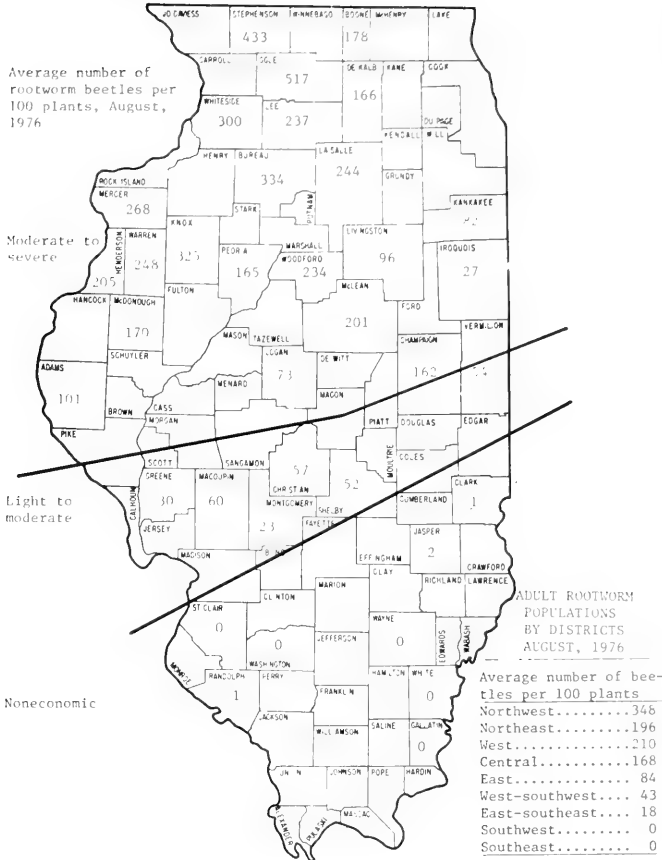 JO DAVIESS STEPHENSON WINNEBAGO BOONE McHENRY LAKE
433 178
CARROLL OGLE DE KALB KANE COOK
517
166
Average number of
rootworm beetles per
100 plants, August,
1976
WHITESIDE LEE
300 237
DU PAGE
KENDALL WILL
HENRY BUREAU LA SALLE
334 244
GRUNDY
ROCK ISLAND
MERCER
268
STARK PUTNAM
KANKAKEE
KNOX
325
Moderate to
severe
HENDERSON WARREN
205 248
PEORIA
165
MARSHALL
WOODFORD
234
LIVINGSTON
96
IROQUOIS
27
FULTON
McLEAN
201
FORD
HANCOCK McDONOUGH
170
MASON TAZEWELL
VERMILION
CHAMPAIGN
162
SCHUYLER
LOGAN
73
DE WITT
ADAMS
101
MENARD
MACON
BROWN CASS
MORGAN
PIATT DOUGLAS EDGAR
PIKE
SCOTT SANGAMON
MOULTRIE
COLES
GREENE MACOUPIN
30 60
57
CHRISTIAN
52
SHELBY
Light to
moderate
CALHOUN
MONTGOMERY
23
CUMBERLAND CLARK
1
JERSEY
FAYETTE
JASPER
2
MADISON
BOND
EFFINGHAM
CRAWFORD
CLAY
RICHLAND LAWRENCE
CLINTON
MARION
ST CLAIR
0
WAYNE
0
EDWARDS WABASH
0
WASHINGTON
JEFFERSON
MONROE
RANDOLPH
1
PERRY
HAMILTON WHITE
0
Noneconomic
FRANKLIN
JACKSON
WILLIAMSON SALINE GALLATIN
0
UNION JOHNSON POPE HARDIN
ALEXANDER PULASKI MASSAC
ADULT ROOTWORM
POPULATIONS
BY DISTRICTS
AUGUST, 1976
Average number of bee-
tles per 100 plants
Northwest.........348
Northeast.........196
West..............210
Central...........168
East.............. 84
West-southwest.... 43
East-southeast.... 18
Southwest......... 0
Southeast......... 0